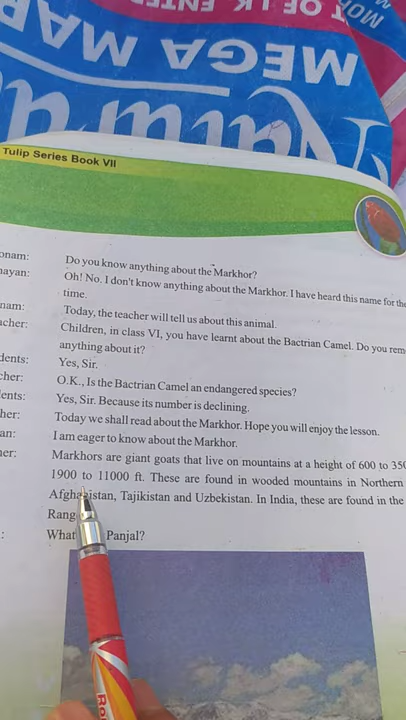 MEGA MAR
Tulip Series Book VII
onam: Do you know anything about the Markhor?
nayan: Oh! No. I don't know anything about the Markhor. I have heard this name for the
time.
nam: Today, the teacher will tell us about this animal.
acher: Children, in class VI, you have learnt about the Bactrian Camel. Do you rem
anything about it?
dents: Yes, Sir.
cher: O.K., Is the Bactrian Camel an endangered species?
ents: Yes, Sir. Because its number is declining.
her: Today we shall read about the Markhor. Hope you will enjoy the lesson.
an: I am eager to know about the Markhor.
her: Markhors are giant goats that live on mountains at a height of 600 to 350
1900 to 11000 ft. These are found in wooded mountains in Northern
Afghanistan, Tajikistan and Uzbekistan. In India, these are found in the
Rang
: What Panjal?